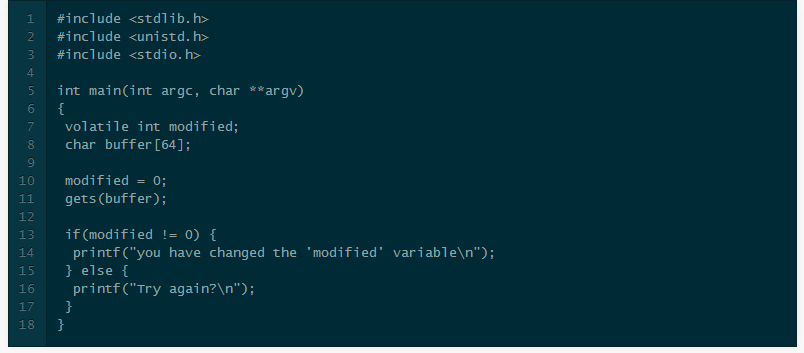 1 #include <stdlib.h>
2 #include <unistd.h>
3 #include <stdio.h>
4
5 int main(int argc, char **argv)
6 {
7  volatile int modified;
8  char buffer[64];
9
10  modified = 0;
11  gets(buffer);
12
13  if(modified != 0) {
14   printf("you have changed the 'modified' variable\n");
15  } else {
16   printf("Try again?\n");
17  }
18 }